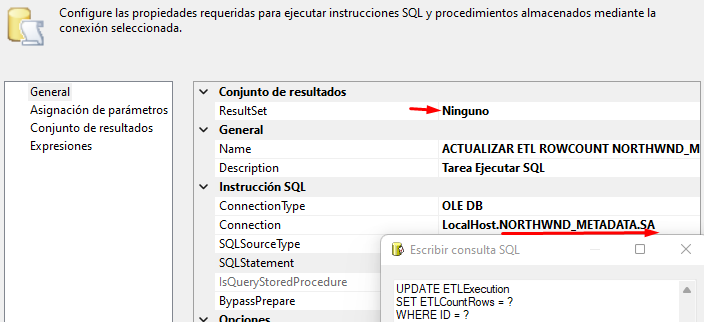 Configure las propiedades requeridas para ejecutar instrucciones SQL y procedimientos almacenados mediante la
conexión seleccionada.
General
Asignación de parámetros
Conjunto de resultados
Expresiones
Conjunto de resultados
ResultSet Ninguno
General
Name ACTUALIZAR ETL ROWCOUNT NORTHWND_M
Description Tarea Ejecutar SQL
Instrucción SQL
ConnectionType OLE DB
Connection LocalHost.NORTHWND_METADATA.SA
SQLSourceType
SQLStatement
IsQueryStoredProcedure
BypassPrepare
Opciones
Escribir consulta SQL
UPDATE ETLExecution
SET ETLCountRows = ?
WHERE ID = ?